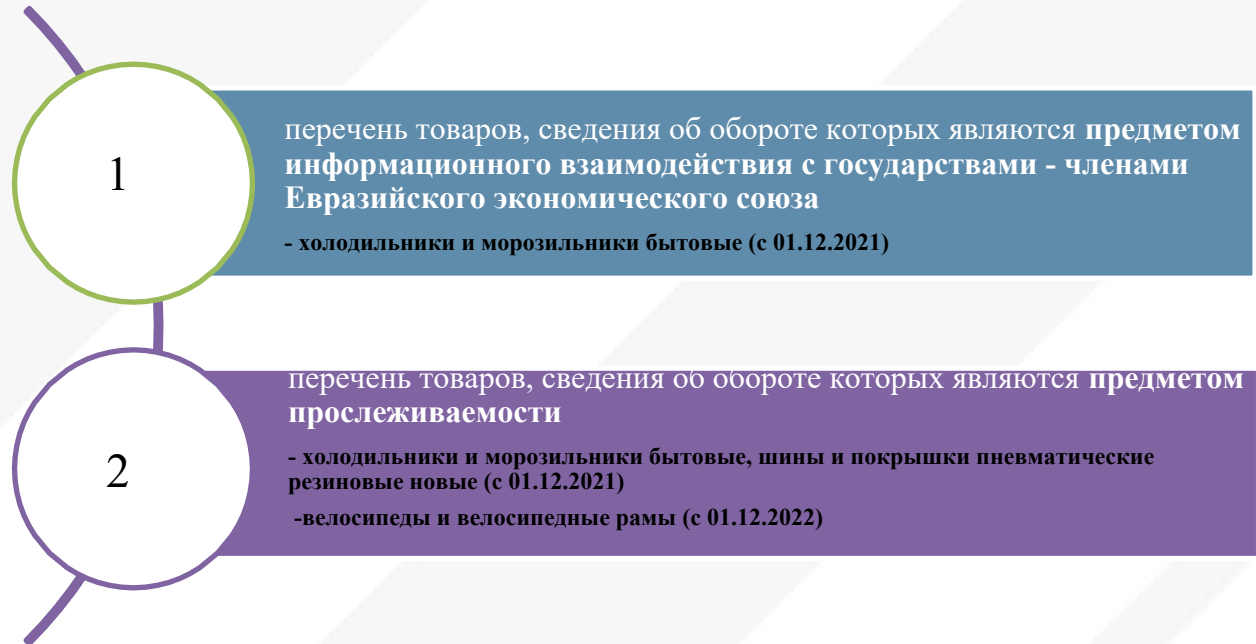 1
перечень товаров, сведения об обороте которых являются предметом
информационного взаимодействия с государствами - членами
Евразийского экономического союза
- холодильники и морозильники бытовые (с 01.12.2021)
2
перечень товаров, сведения об обороте которых являются предметом
прослеживаемости
- холодильники и морозильники бытовые, шины и покрышки пневматические
резиновые новые (с 01.12.2021)
-велосипеды и велосипедные рамы (с 01.12.2022)